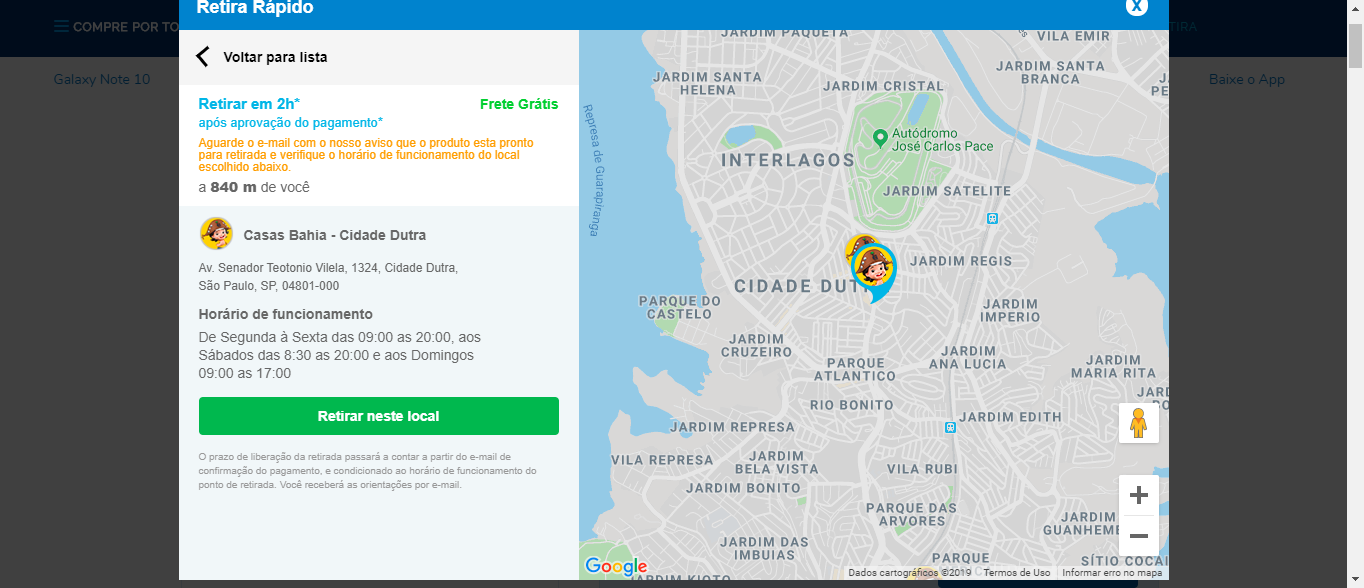 Retira Rápido
X
COMPRE POR TO
TIRA
Galaxy Note 10
Baixe o App
Voltar para lista
Retirar em 2h*
Frete Grátis
após aprovação do pagamento*
Aguarde o e-mail com o nosso aviso que o produto esta pronto
para retirada e verifique o horário de funcionamento do local
escolhido abaixo.
a 840 m de você
Casas Bahia - Cidade Dutra
Av. Senador Teotonio Vilela, 1324, Cidade Dutra,
São Paulo, SP, 04801-000
Horário de funcionamento
De Segunda à Sexta das 09:00 as 20:00, aos
Sábados das 8:30 as 20:00 e aos Domingos
09:00 as 17:00
Retirar neste local
O prazo de liberação da retirada passará a contar a partir do e-mail de
confirmação do pagamento, e condicionado ao horário de funcionamento do
ponto de retirada. Você receberá as orientações por e-mail.
JARDIM PAQUETA
VILA EMIR
JARDIM SANTA
HELENA
JARDIM CRISTAL
JARDIM SANTA
BRANCA
Represa de Guarapiranga
Autódromo
José Carlos Pace
INTERLAGOS
JARDIM SATELITE
JARDIM REGIS
CIDADE DUT
PARQUE DO
CASTELO
JARDIM
IMPERIO
JARDIM
CRUZEIRO
JARDIM
ANA LUCIA
PARQUE
ATLANTICO
JARDIM
MARIA RITA
RIO BONITO
JARDIM EDITH
JARDIM REPRESA
VILA REPRESA
JARDIM
BELA VISTA
VILA RUBI
JARDIM BONITO
PARQUE DAS
ARVORES
JARDIM
GUANHEM
JARDIM DAS
IMBUIAS
PARQUE
SÍTIO COCAI
JARDIM KIOTO
Google
Dados cartográficos ©2019
Termos de Uso
Informar erro no mapa